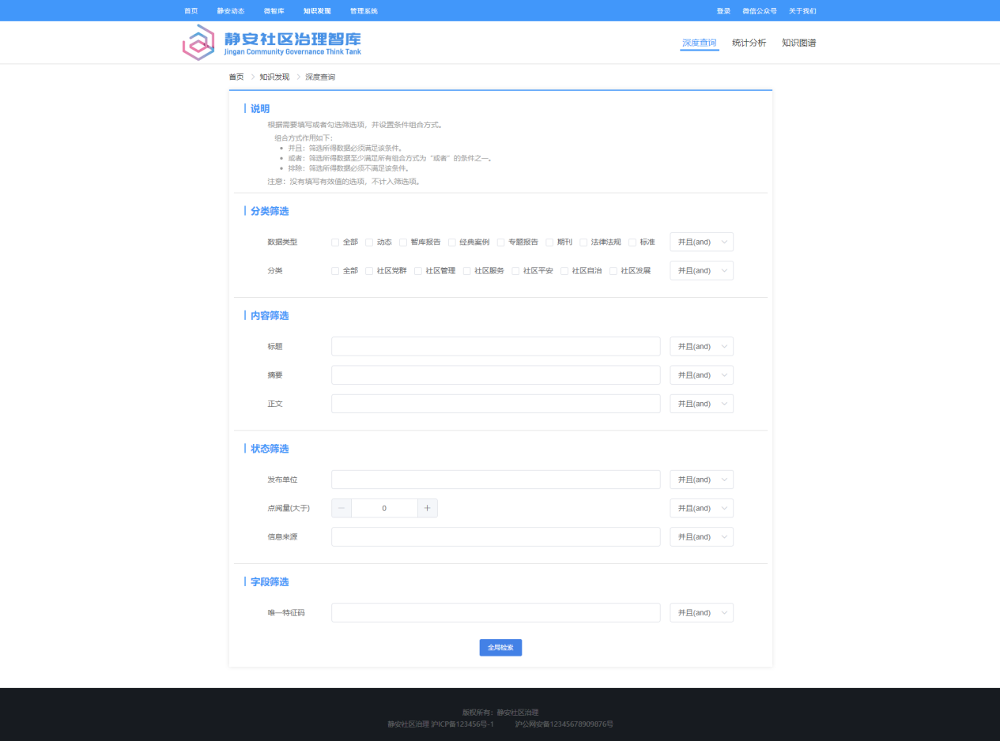 首页 静安动态 微智库 知识发现 管理系统 登录 微信公众号 关于我们
静安社区治理智库
Jingan Community Governance Think Tank
深度查询 统计分析 知识图谱
首页 > 知识发现 > 深度查询
说明
根据需要填写或者勾选筛选项，并设置条件组合方式。
组合方式作用如下：
• 并且：筛选所得数据必须满足该条件。
• 或者：筛选所得数据至少满足所有组合方式为“或者”的条件之一。
• 排除：筛选所得数据必须不满足该条件。
注意：没有填写有效值的选项，不计入筛选项。
分类筛选
数据类型 全部 动态 智库报告 经典案例 专题报告 期刊 法律法规 标准 并且(and)
分类 全部 社区党群 社区管理 社区服务 社区平安 社区自治 社区发展 并且(and)
内容筛选
标题 并且(and)
摘要 并且(and)
正文 并且(and)
状态筛选
发布单位 并且(and)
点阅量(大于) － 0 + 并且(and)
信息来源 并且(and)
字段筛选
唯一特征码 并且(and)
全局检索
版权所有：静安社区治理
静安社区治理 沪ICP备123456号-1 沪公网安备12345678909876号